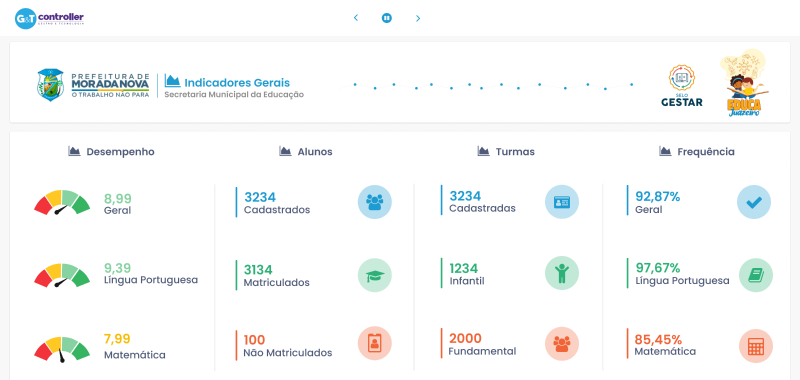 G&T controller
GESTÃO E TECNOLOGIA
PREFEITURA DE
MORADA NOVA
O TRABALHO NÃO PARA
Indicadores Gerais
Secretaria Municipal da Educação
SELO
GESTAR
EDUCA
Juazeiro
Desempenho
Alunos
Turmas
Frequência
8,99
Geral
3234
Cadastrados
3234
Cadastradas
92,87%
Geral
9,39
Língua Portuguesa
3134
Matriculados
1234
Infantil
97,67%
Língua Portuguesa
7,99
Matemática
100
Não Matriculados
2000
Fundamental
85,45%
Matemática